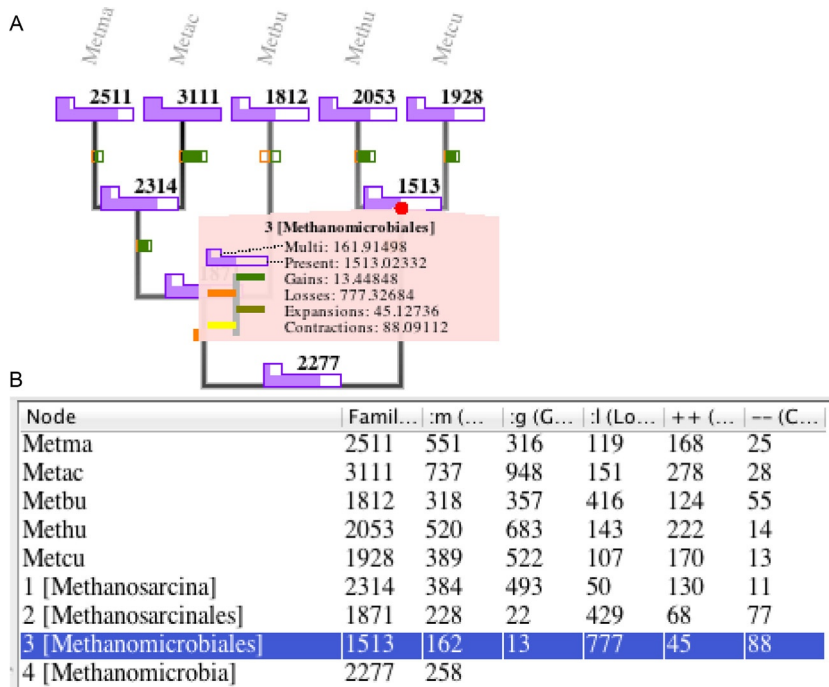 A
Metma Metac Metbu Methu Metcu
2511 3111 1812 2053 1928
2314 1513
3 [Methanomicrobiales]
Multi: 161.91498
Present: 1513.02332
187
Gains: 13.44848
Losses: 777.32684
Expansions: 45.12736
Contractions: 88.09112
2277
B
Node Famil... :m (... :g (G... :l (Lo... ++ (... -- (C...
Metma 2511 551 316 119 168 25
Metac 3111 737 948 151 278 28
Metbu 1812 318 357 416 124 55
Methu 2053 520 683 143 222 14
Metcu 1928 389 522 107 170 13
1 [Methanosarcina] 2314 384 493 50 130 11
2 [Methanosarcinales] 1871 228 22 429 68 77
3 [Methanomicrobiales] 1513 162 13 777 45 88
4 [Methanomicrobia] 2277 258